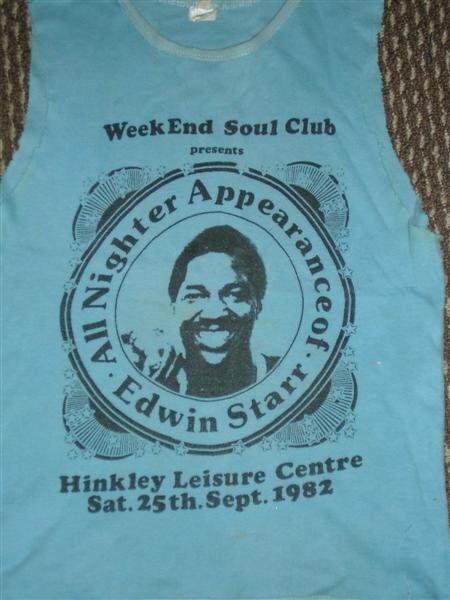 WeekEnd Soul Club
presents
All Nighter Appearance of
· Edwin Starr ·
Hinkley Leisure Centre
Sat. 25th. Sept. 1982